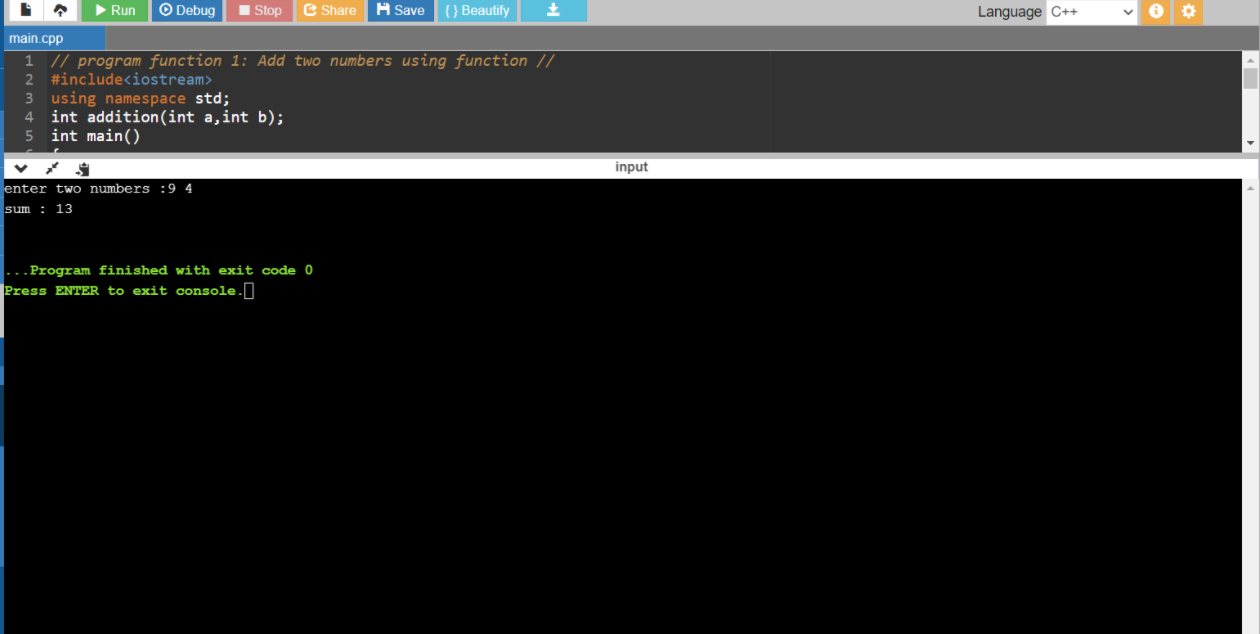 Run Debug Stop Share Save { } Beautify Language C++
main.cpp
1 // program function 1: Add two numbers using function //
2 #include<iostream>
3 using namespace std;
4 int addition(int a,int b);
5 int main()
input
enter two numbers :9 4
sum : 13
...Program finished with exit code 0
Press ENTER to exit console.